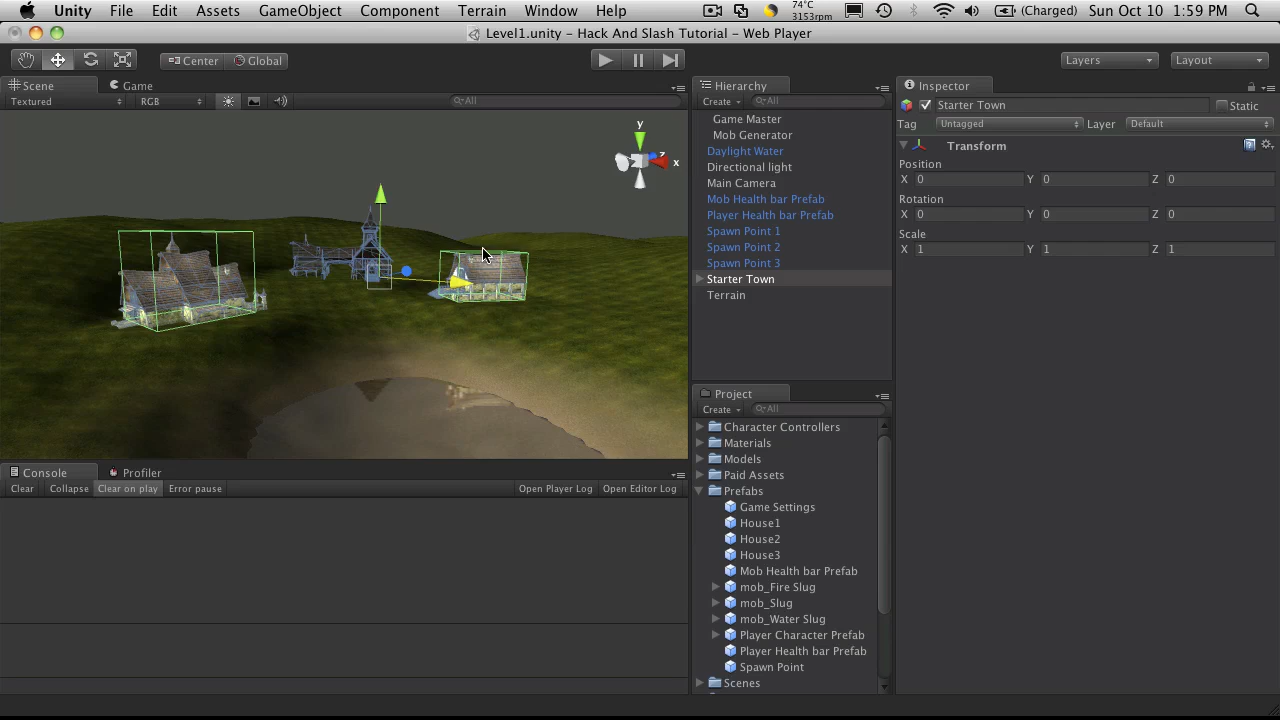 Unity File Edit Assets GameObject Component Terrain Window Help 74°C 3153rpm (Charged) Sun Oct 10 1:59 PM
Level1.unity - Hack And Slash Tutorial - Web Player
Center Global Layers Layout
Scene Game
Textured RGB All
y
x
z
Console Profiler
Clear Collapse Clear on play Error pause Open Player Log Open Editor Log
Hierarchy
Create All
Game Master
Mob Generator
Daylight Water
Directional light
Main Camera
Mob Health bar Prefab
Player Health bar Prefab
Spawn Point 1
Spawn Point 2
Spawn Point 3
Starter Town
Terrain
Project
Create All
Character Controllers
Materials
Models
Paid Assets
Prefabs
Game Settings
House1
House2
House3
Mob Health bar Prefab
mob_Fire Slug
mob_Slug
mob_Water Slug
Player Character Prefab
Player Health bar Prefab
Spawn Point
Scenes
Inspector
Starter Town Static
Tag Untagged Layer Default
Transform
Position
X 0 Y 0 Z 0
Rotation
X 0 Y 0 Z 0
Scale
X 1 Y 1 Z 1